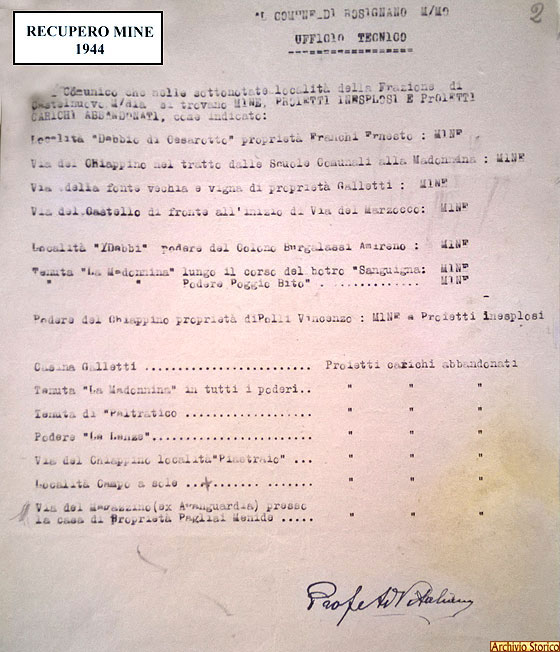 RECUPERO MINE
1944
2
AL COMUNE DI ROSIGNANO M/MO
UFFICIO TECNICO
Comunico che nelle sottonotate località della Frazione di
Castelnuovo M/dia si trovano MINE, PROIETTI INESPLOSI E PROIETTI
CARICHI ABBANDONATI, come indicato:
Località "Debbio di Cesarotto" proprietà Franchi Ernesto : MINE
Via del Chiappino nel tratto dalle Scuole Comunali alla Madonnina : MINE
Via della fonte vechia e vigna di proprietà Galletti : MINE
Via del Castello di fronte all'inizio di Via del Marzocco: MINE
Località "I Debbi" podere del Colono Burgalassi Amireno : MINE
Tenuta "La Madonnina" lungo il corso del botro "Sanguigna: MINE
" " Podere Poggio Bito" .............. MINE
Podere del Chiappino proprietà di Polli Vincenzo : MINE e Proietti inesplosi
Casina Galletti ....................... Proietti carichi abbandonati
Tenuta "La Madonnina" in tutti i poderi.. " " "
Tenuta di "Paltratico ................. " " "
Podere "Le Lenze"...................... " " "
Via del Chiappino località "Piastraio" ... " " "
Località Campo a sole ................. " " "
Via del Magazzino(ex Avanguardia) presso
la casa di Proprietà Pagliai Menide ..... " " "
Archivio Storico